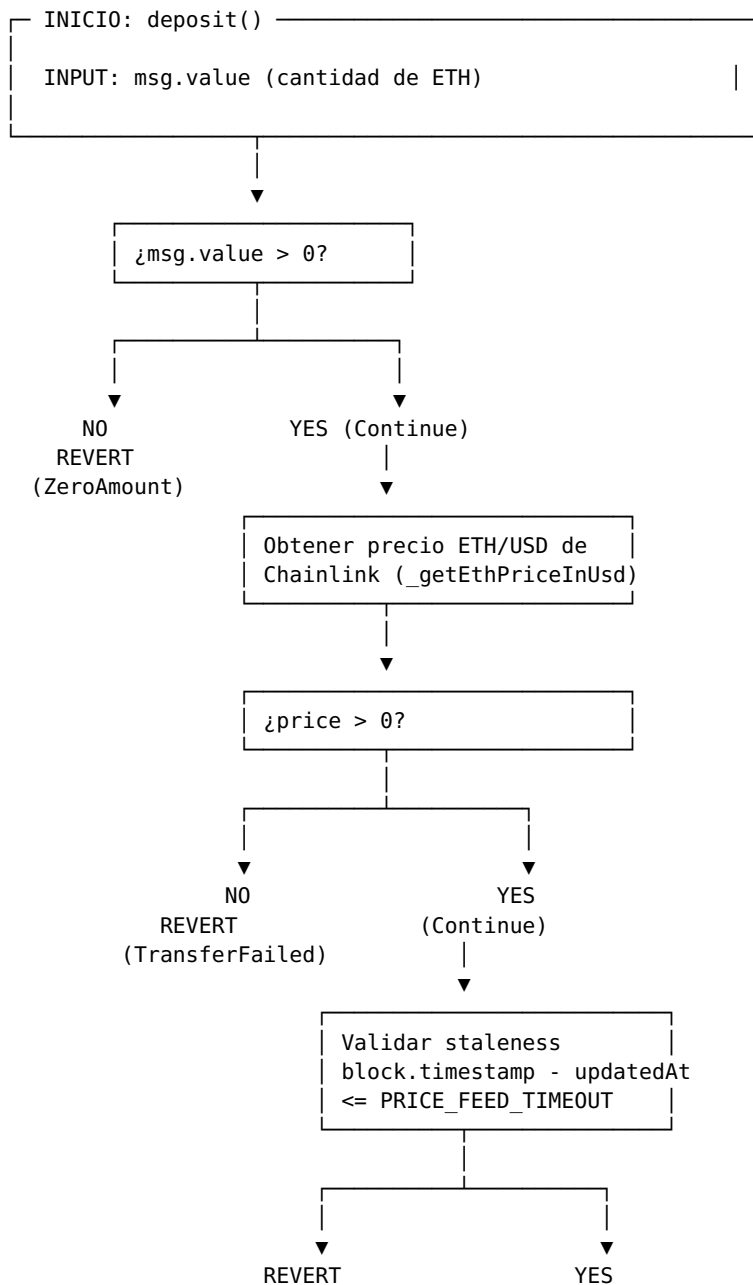 INICIO: deposit()
INPUT: msg.value (cantidad de ETH)
¿msg.value > 0?
NO YES (Continue)
REVERT
(ZeroAmount)
Obtener precio ETH/USD de
Chainlink (_getEthPriceInUsd)
¿price > 0?
NO YES
REVERT (Continue)
(TransferFailed)
Validar staleness
block.timestamp - updatedAt
<= PRICE_FEED_TIMEOUT
REVERT YES